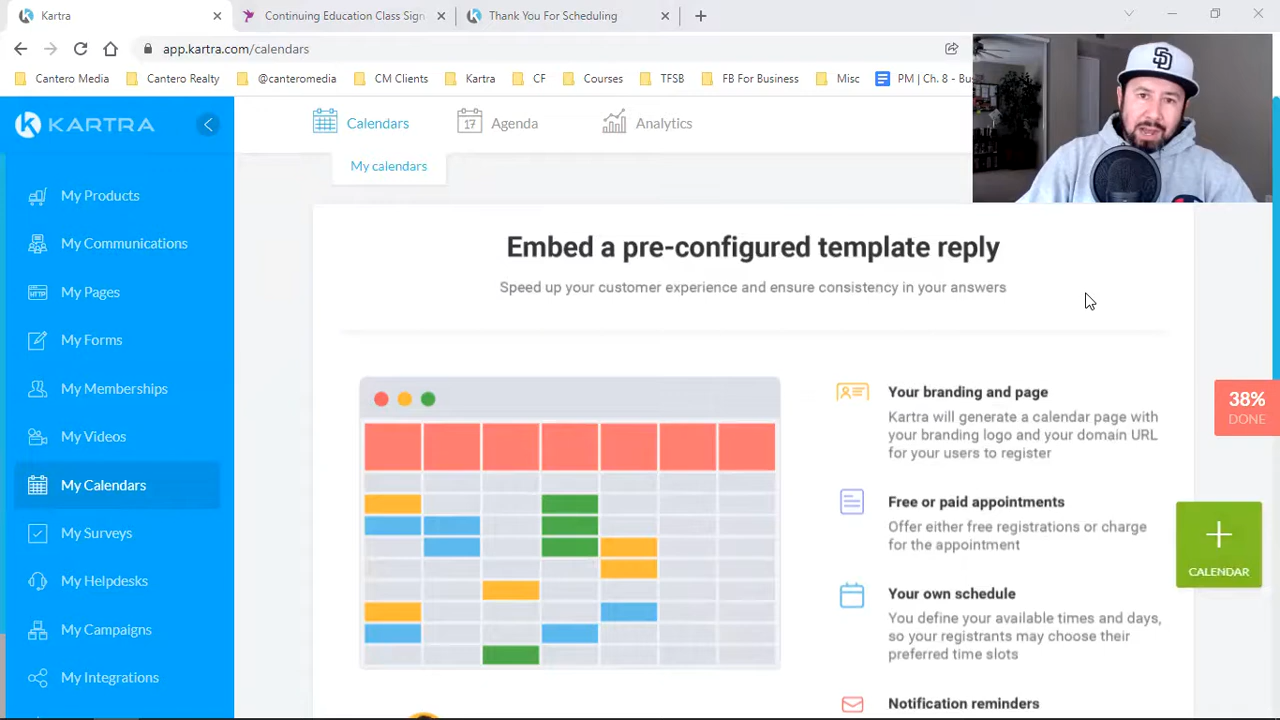 Kartra
Continuing Education Class Sign
Thank You For Scheduling
app.kartra.com/calendars
Cantero Media
Cantero Realty
@canteromedia
CM Clients
Kartra
CF
Courses
TFSB
FB For Business
Misc
PM | Ch. 8 - Bus
KARTRA
Calendars
17
Agenda
Analytics
My calendars
My Products
My Communications
HTTP
My Pages
My Forms
My Memberships
My Videos
My Calendars
My Surveys
My Helpdesks
My Campaigns
My Integrations
Embed a pre-configured template reply
Speed up your customer experience and ensure consistency in your answers
Your branding and page
Kartra will generate a calendar page with
your branding logo and your domain URL
for your users to register
Free or paid appointments
Offer either free registrations or charge
for the appointment
Your own schedule
You define your available times and days,
so your registrants may choose their
preferred time slots
Notification reminders
38%
DONE
CALENDAR
SD